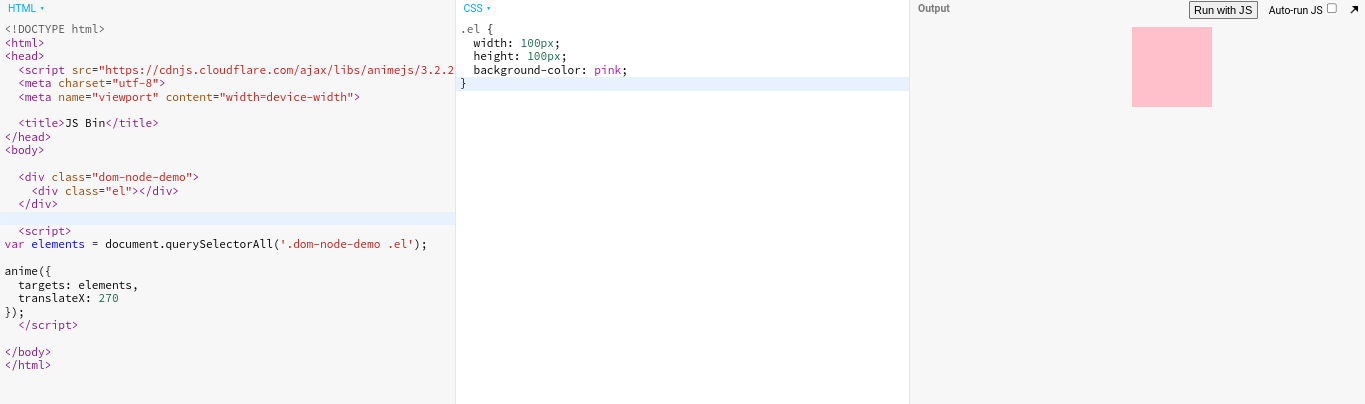 HTML ▾
<!DOCTYPE html>
<html>
<head>
<script src="https://cdnjs.cloudflare.com/ajax/libs/animejs/3.2.2
<meta charset="utf-8">
<meta name="viewport" content="width=device-width">
<title>JS Bin</title>
</head>
<body>
<div class="dom-node-demo">
<div class="el"></div>
</div>
<script>
var elements = document.querySelectorAll('.dom-node-demo .el');
anime({
targets: elements,
translateX: 270
});
</script>
</body>
</html>
CSS ▾
.el {
width: 100px;
height: 100px;
background-color: pink;
}
Output
Run with JS
Auto-run JS